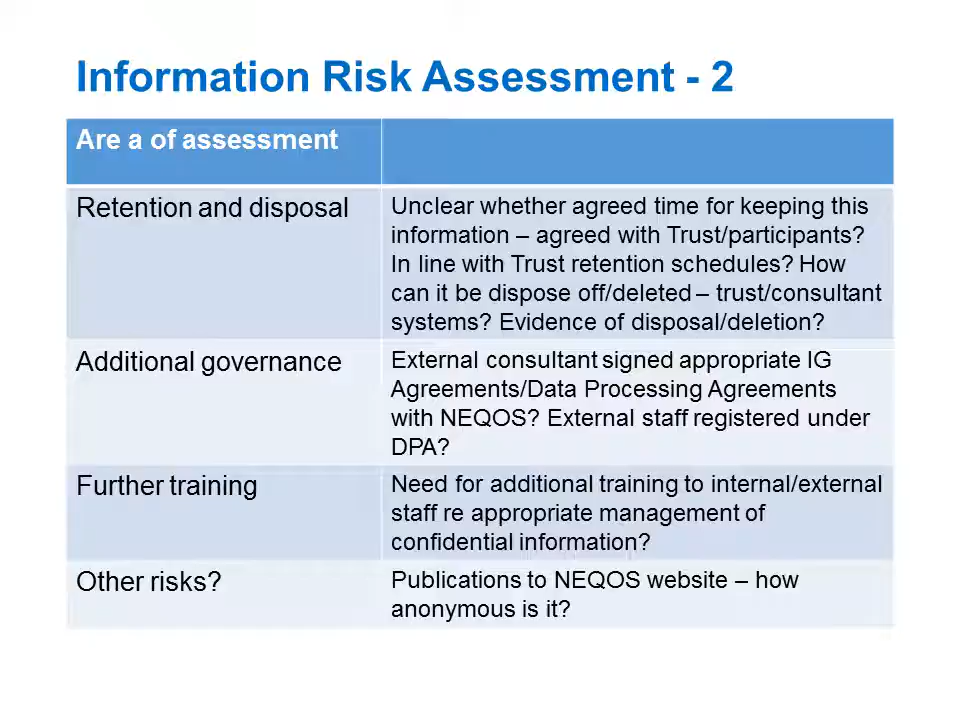 Information Risk Assessment - 2
Are a of assessment
Retention and disposal
Unclear whether agreed time for keeping this
information – agreed with Trust/participants?
In line with Trust retention schedules? How
can it be dispose off/deleted – trust/consultant
systems? Evidence of disposal/deletion?
Additional governance
External consultant signed appropriate IG
Agreements/Data Processing Agreements
with NEQOS? External staff registered under
DPA?
Further training
Need for additional training to internal/external
staff re appropriate management of
confidential information?
Other risks?
Publications to NEQOS website – how
anonymous is it?